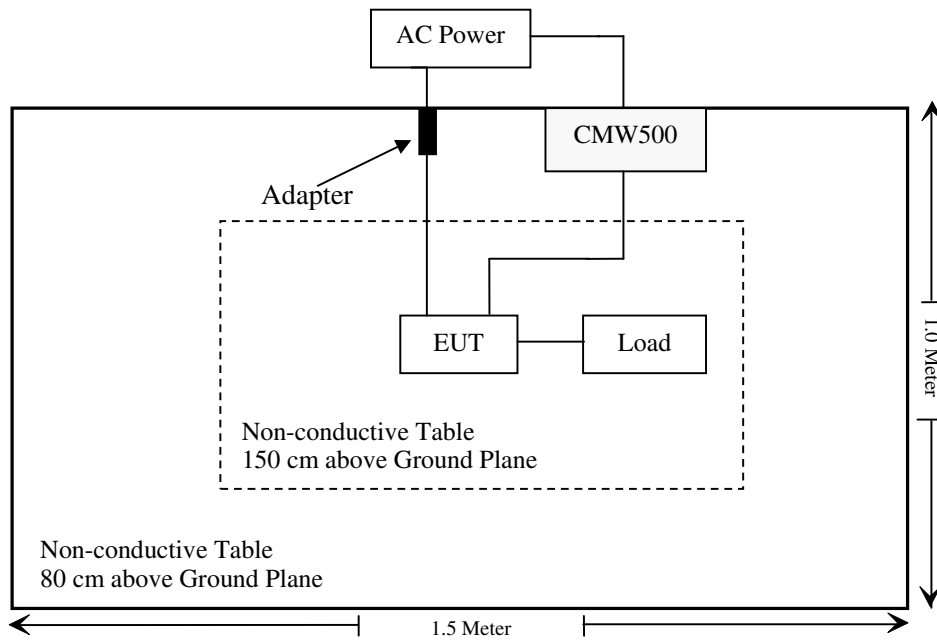 AC Power
CMW500
Adapter
EUT
Load
1.0 Meter
Non-conductive Table
150 cm above Ground Plane
Non-conductive Table
80 cm above Ground Plane
1.5 Meter